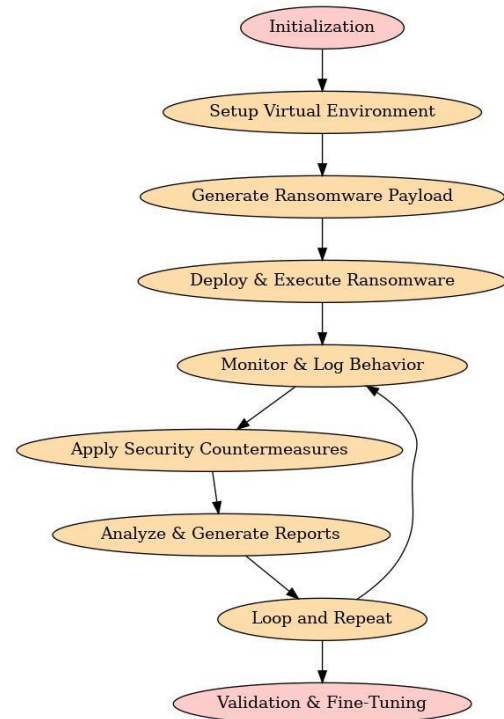 Initialization
Setup Virtual Environment
Generate Ransomware Payload
Deploy & Execute Ransomware
Monitor & Log Behavior
Apply Security Countermeasures
Analyze & Generate Reports
Loop and Repeat
Validation & Fine-Tuning